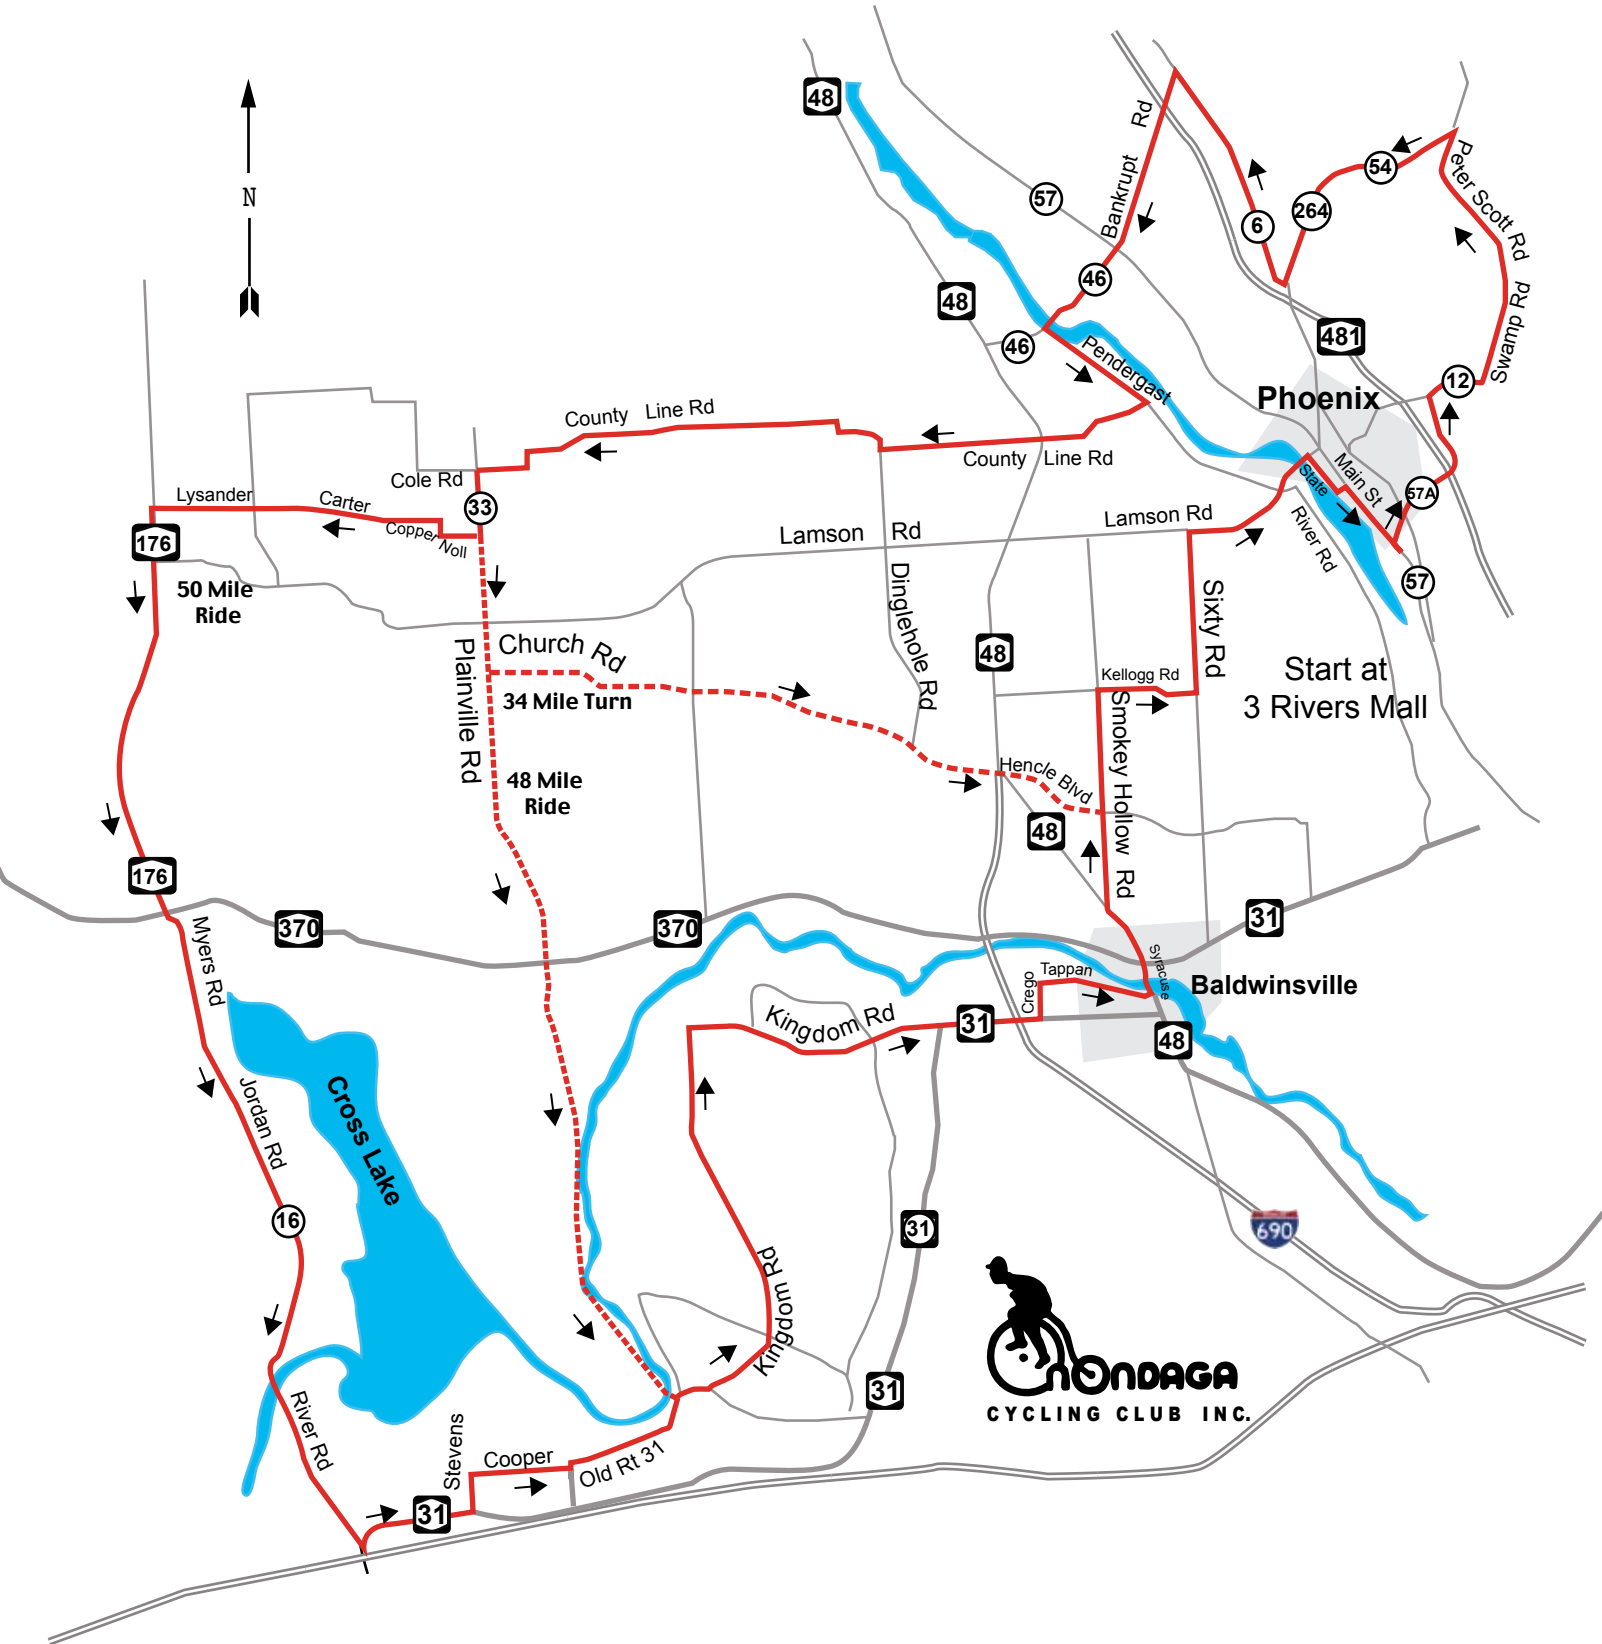 48
Bankrupt Rd
57
54
Peter Scott Rd
264
6
N
46
48
46
481
Swamp Rd
Pendergast
12
Phoenix
County Line Rd
County Line Rd
Cole Rd
Main St
State
57A
Lysander
Carter
33
Copper Noll
Lamson Rd
Lamson Rd
River Rd
176
57
50 Mile
Ride
Dinglehole Rd
Sixty Rd
Church Rd
Plainville Rd
48
Kellogg Rd
Start at
3 Rivers Mall
34 Mile Turn
Smokey Hollow Rd
48 Mile
Ride
Hencle Blvd
48
176
370
370
31
Myers Rd
Syracuse
Tappan
Crego
Baldwinsville
Kingdom Rd
31
48
Jordan Rd
Cross Lake
16
31
690
Kingdom Rd
ONONDAGA
CYCLING CLUB INC.
31
River Rd
Stevens
Cooper
Old Rt 31
31